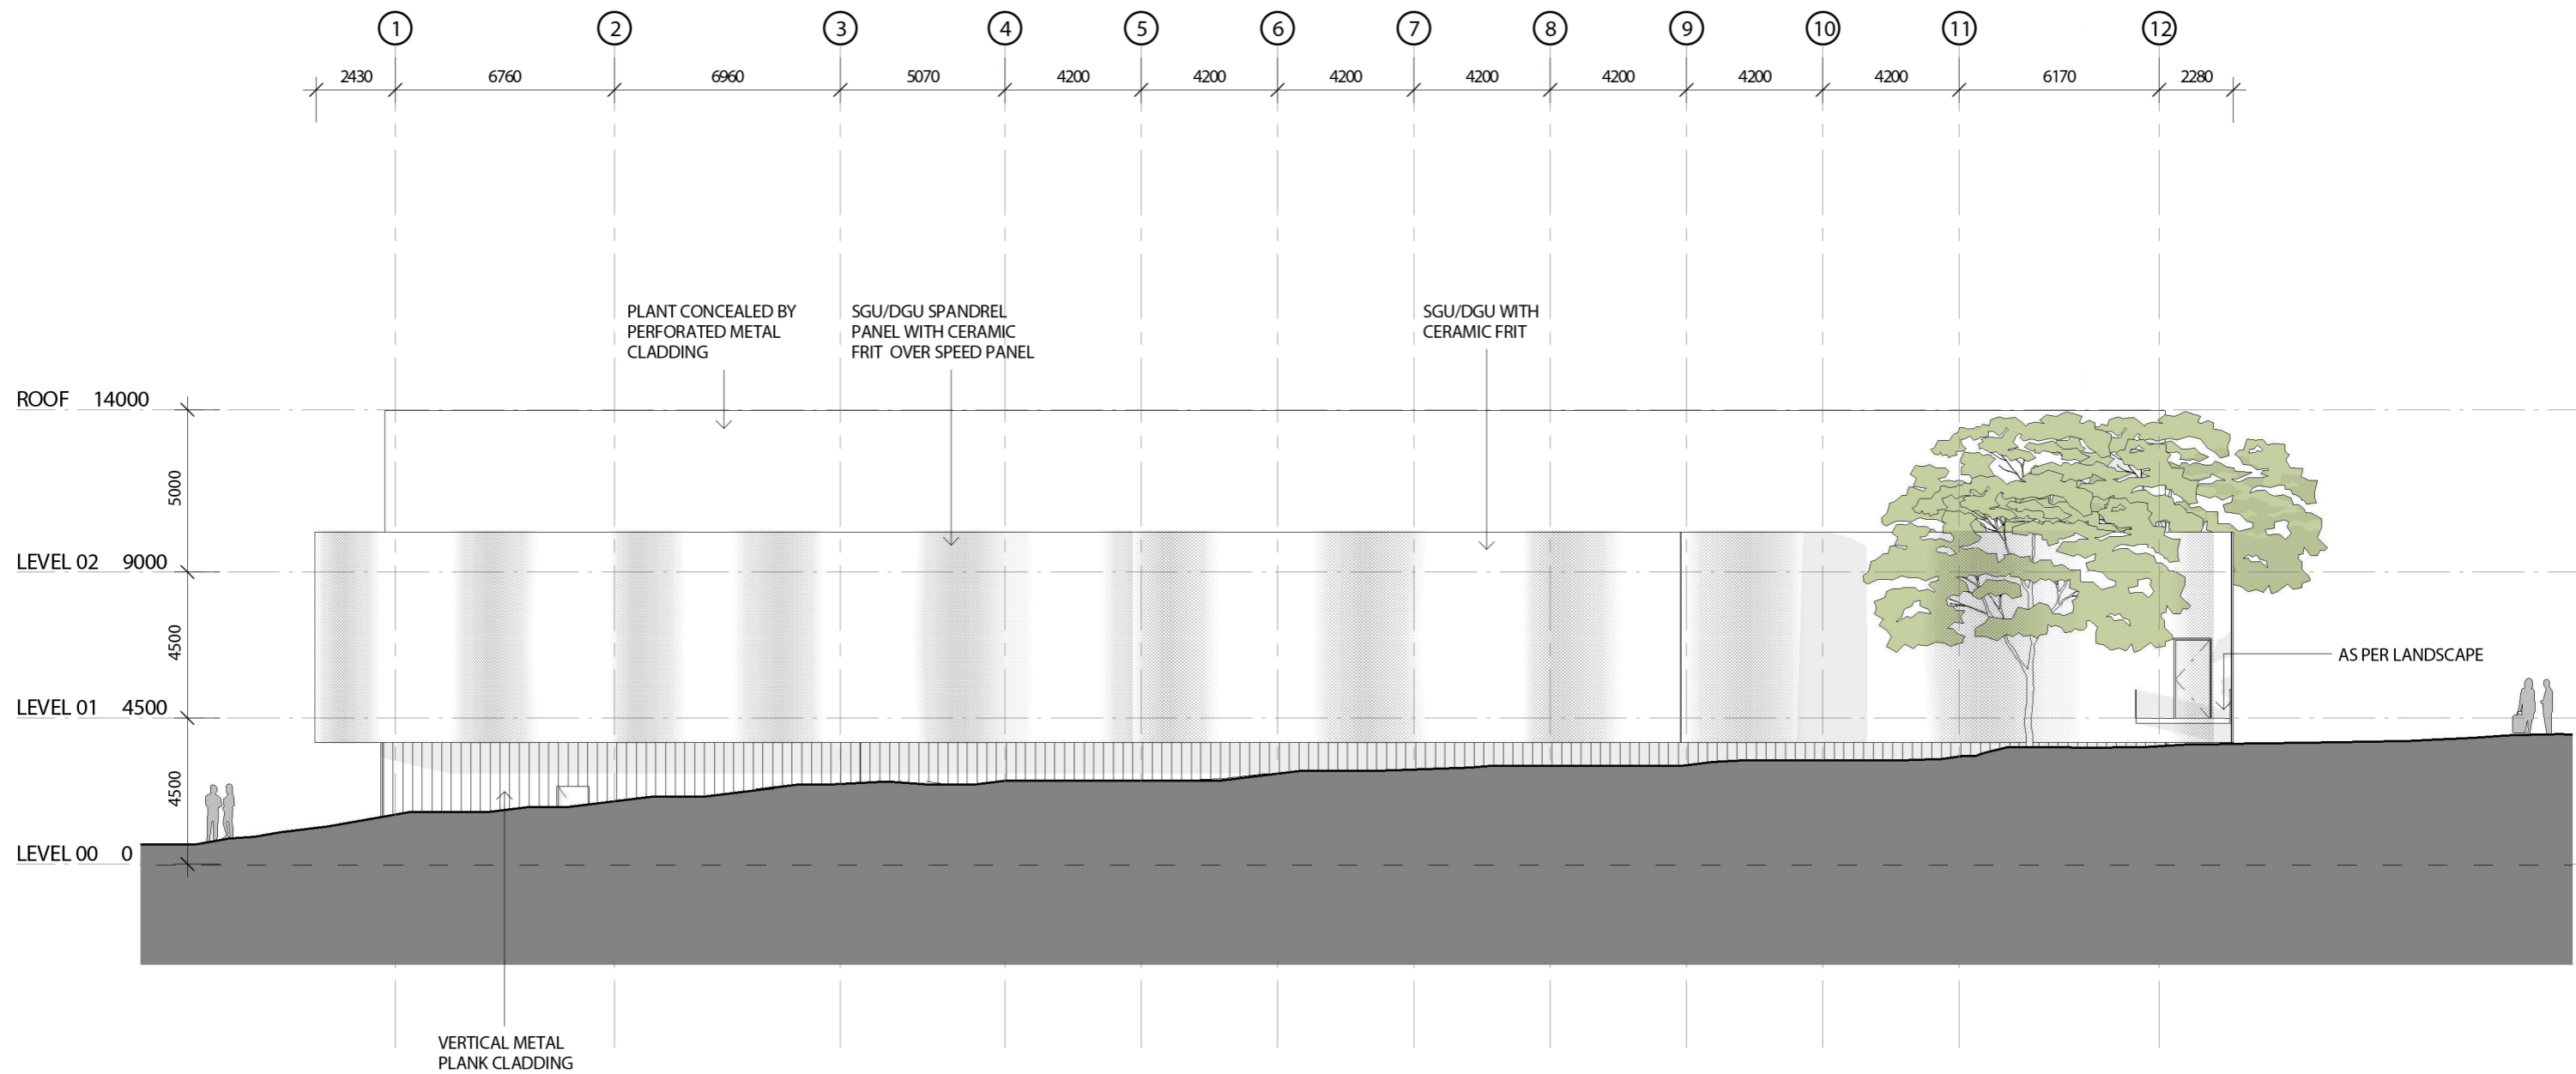 1 2 3 4 5 6 7 8 9 10 11 12
2430 6760 6960 5070 4200 4200 4200 4200 4200 4200 4200 6170 2280
PLANT CONCEALED BY
PERFORATED METAL
CLADDING
SGU/DGU SPANDREL
PANEL WITH CERAMIC
FRIT OVER SPEED PANEL
SGU/DGU WITH
CERAMIC FRIT
ROOF 14000
5000
LEVEL 02 9000
4500
AS PER LANDSCAPE
LEVEL 01 4500
4500
LEVEL 00 0
VERTICAL METAL
PLANK CLADDING